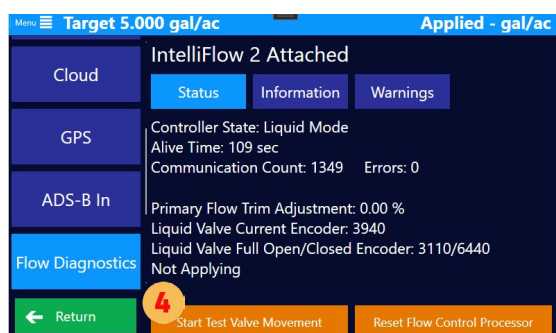 Menu Target 5.000 gal/ac Applied - gal/ac
IntelliFlow 2 Attached
Cloud
Status Information Warnings
GPS
Controller State: Liquid Mode
Alive Time: 109 sec
Communication Count: 1349 Errors: 0
ADS-B In
Primary Flow Trim Adjustment: 0.00 %
Liquid Valve Current Encoder: 3940
Liquid Valve Full Open/Closed Encoder: 3110/6440
Flow Diagnostics
Not Applying
4
Return
Start Test Valve Movement Reset Flow Control Processor